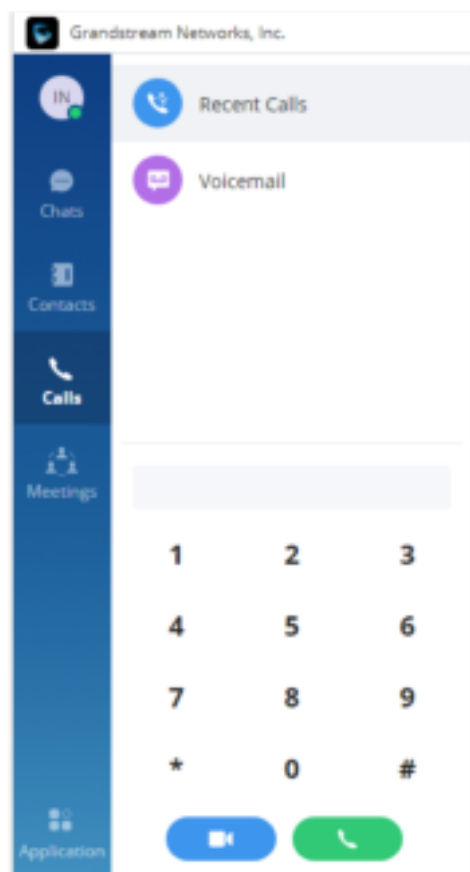 Grandstream Networks, Inc.
IN
Recent Calls
Voicemail
Chats
Contacts
Calls
Meetings
1 2 3
4 5 6
7 8 9
* 0 #
Application